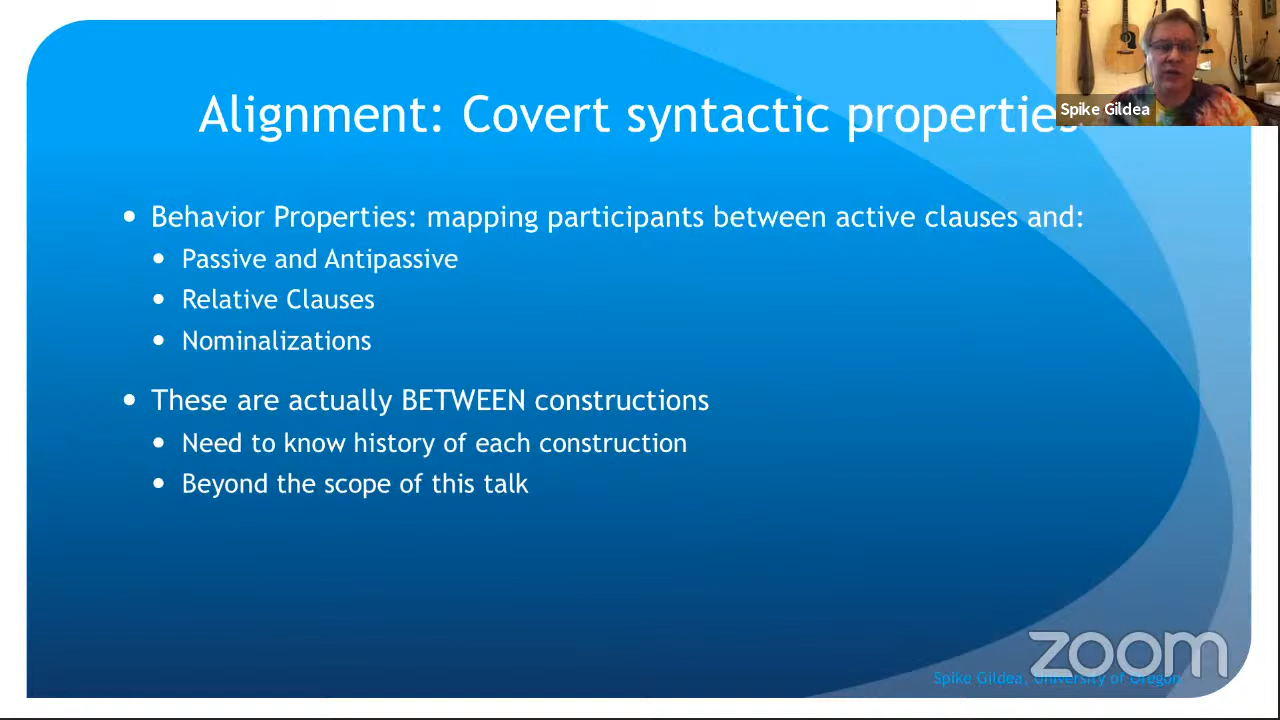 Alignment: Covert syntactic properties
Spike Gildea
• Behavior Properties: mapping participants between active clauses and:
• Passive and Antipassive
• Relative Clauses
• Nominalizations
• These are actually BETWEEN constructions
• Need to know history of each construction
• Beyond the scope of this talk
zoom
Spike Gildea, University of Oregon